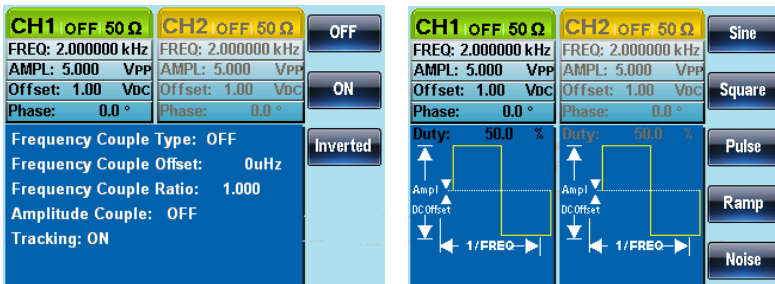 CH1 OFF 50 Ω CH2 OFF 50 Ω OFF
FREQ: 2.000000 kHz FREQ: 2.000000 kHz
AMPL: 5.000 VPP AMPL: 5.000 VPP
Offset: 1.00 VDC Offset: 1.00 VDC ON
Phase: 0.0 ° Phase: 0.0 °
Frequency Couple Type: OFF Inverted
Frequency Couple Offset: 0uHz
Frequency Couple Ratio: 1.000
Amplitude Couple: OFF
Tracking: ON
CH1 OFF 50 Ω CH2 OFF 50 Ω Sine
FREQ: 2.000000 kHz FREQ: 2.000000 kHz
AMPL: 5.000 VPP AMPL: 5.000 VPP
Offset: 1.00 VDC Offset: 1.00 VDC Square
Phase: 0.0 ° Phase: 0.0 °
Duty: 50.0 % Duty: 50.0 % Pulse
Ampl Ampl
DC Offset DC Offset Ramp
1/FREQ 1/FREQ
Noise